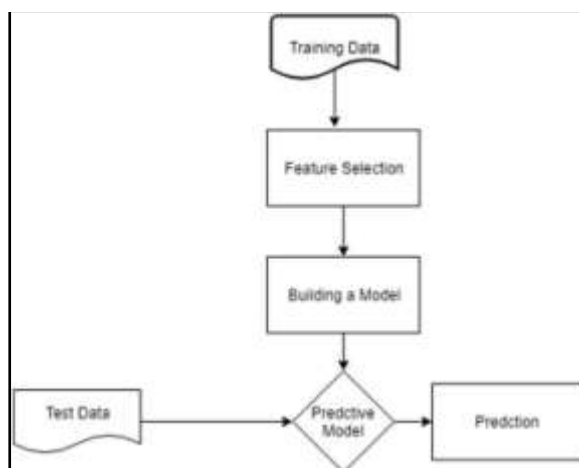 Training Data
Feature Selection
Building a Model
Test Data
Predctive
Model
Predction